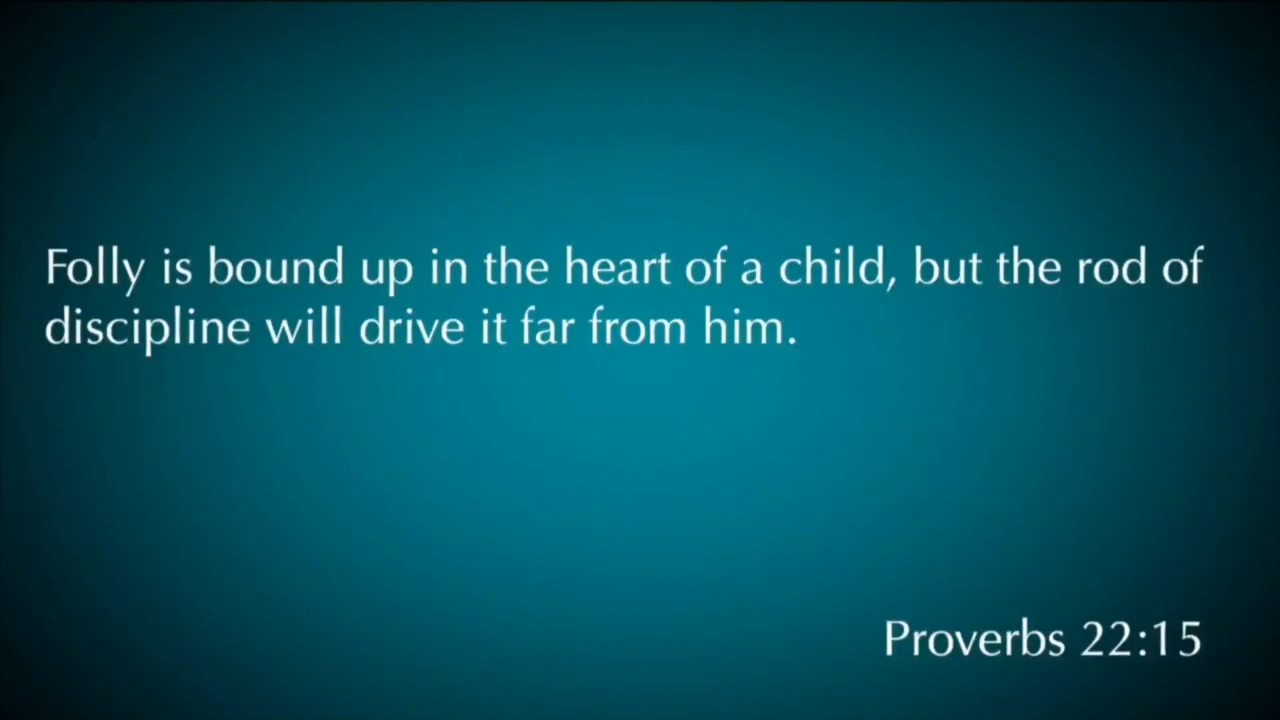 Folly is bound up in the heart of a child, but the rod of
discipline will drive it far from him.
Proverbs 22:15